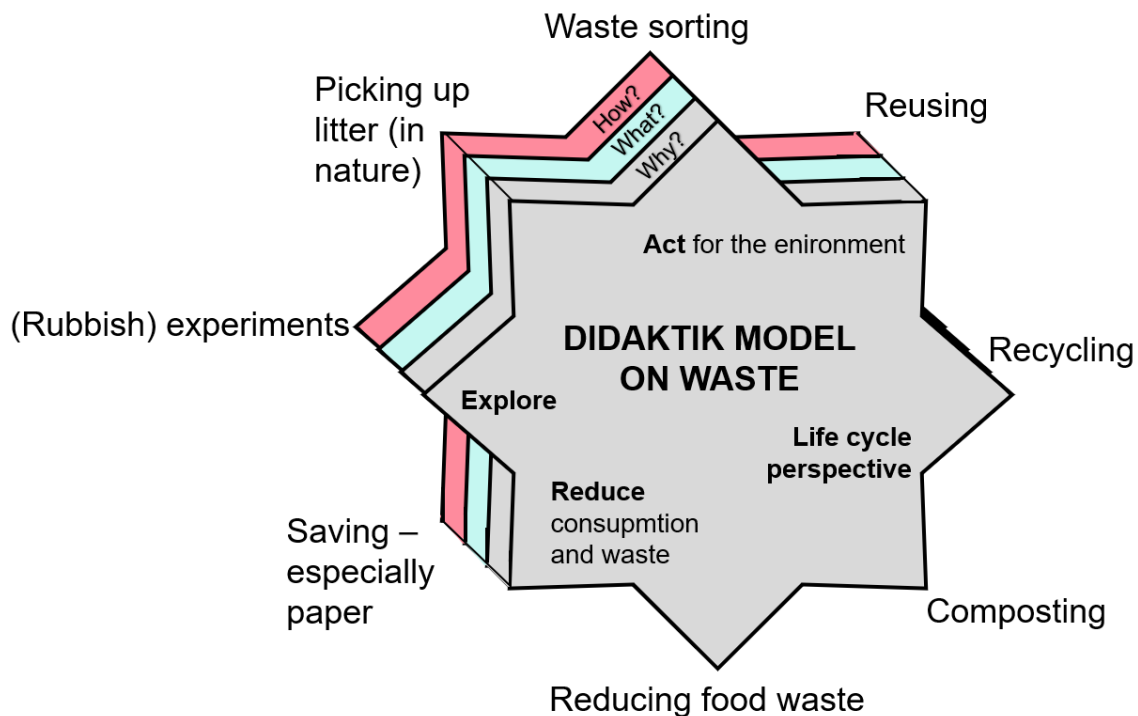 Waste sorting
Picking up
litter (in
nature)
How?
What?
Why?
Reusing
Act for the enironment
(Rubbish) experiments
DIDAKTIK MODEL
ON WASTE
Recycling
Explore
Life cycle
perspective
Reduce
consupmtion
and waste
Saving –
especially
paper
Composting
Reducing food waste